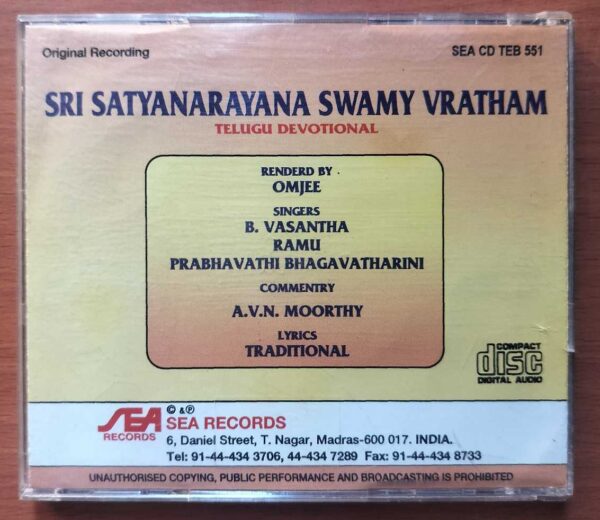 Original Recording
SEA CD TEB 551
SRI SATYANARAYANA SWAMY VRATHAM
TELUGU DEVOTIONAL
RENDERD BY
OMJEE
SINGERS
B. VASANTHA
RAMU
PRABHAVATHI BHAGAVATHARINI
COMMENTRY
A.V.N. MOORTHY
LYRICS
TRADITIONAL
COMPACT
disc
DIGITAL AUDIO
SEA
RECORDS
© & ℗
SEA RECORDS
6, Daniel Street, T. Nagar, Madras-600 017. INDIA.
Tel: 91-44-434 3706, 44-434 7289 Fax: 91-44-434 8733
UNAUTHORISED COPYING, PUBLIC PERFORMANCE AND BROADCASTING IS PROHIBITED